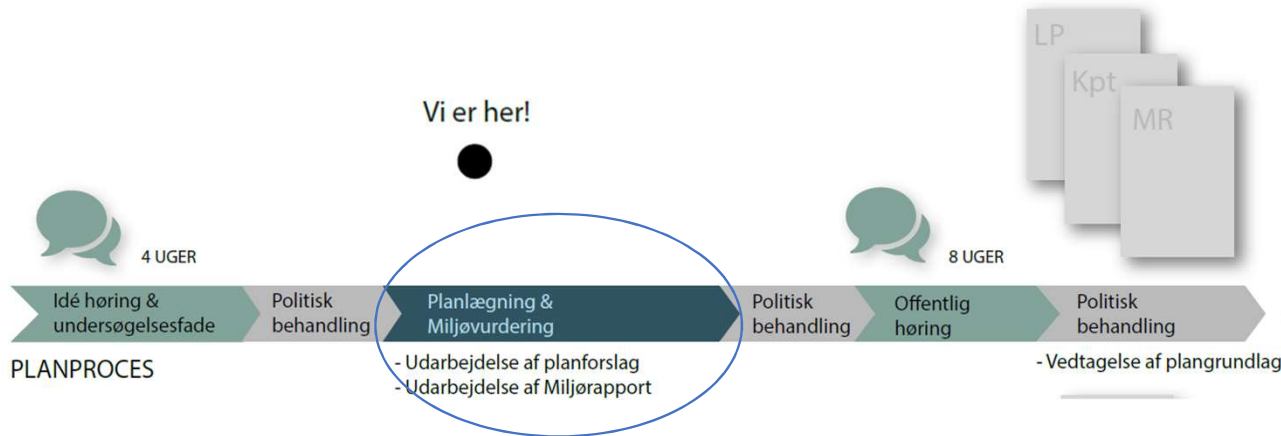 LP
Kpt
MR
Vi er her!
4 UGER
8 UGER
Idé høring &
undersøgelsesfade
Politisk
behandling
Planlægning &
Miljøvurdering
Politisk
behandling
Offentlig
høring
Politisk
behandling
PLANPROCES
- Udarbejdelse af planforslag
- Udarbejdelse af Miljørapport
- Vedtagelse af plangrundlag